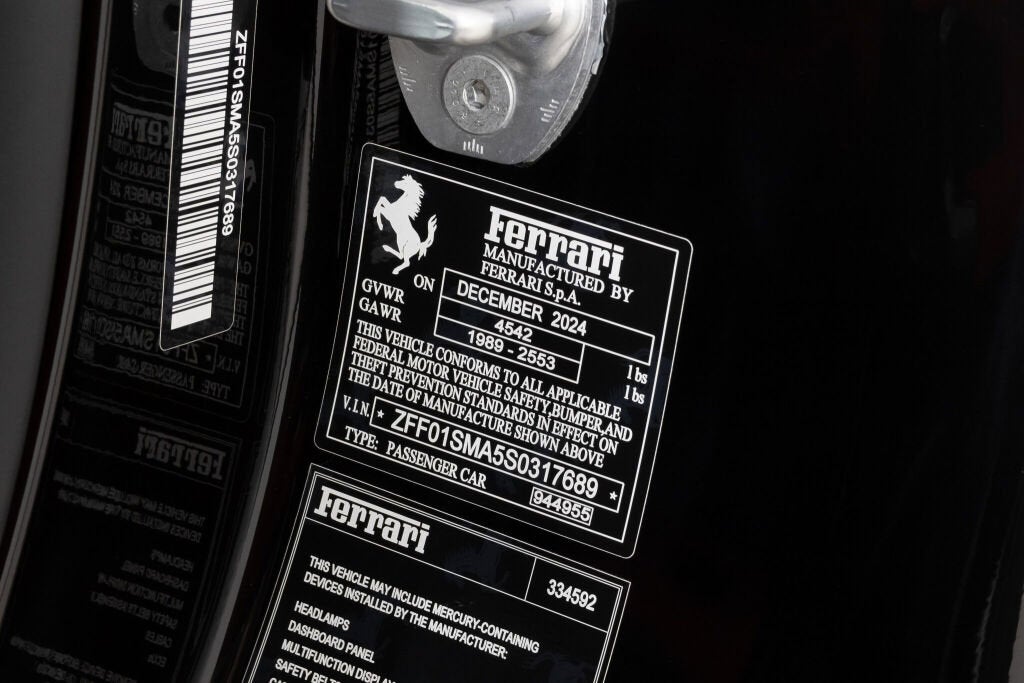 ZFF01SMA5S0317689
Ferrari
MANUFACTURED BY
FERRARI S.p.A.
ON DECEMBER 2024
GVWR 4542 lbs
GAWR 1989 - 2553 lbs
THIS VEHICLE CONFORMS TO ALL APPLICABLE
FEDERAL MOTOR VEHICLE SAFETY, BUMPER, AND
THEFT PREVENTION STANDARDS IN EFFECT ON
THE DATE OF MANUFACTURE SHOWN ABOVE
V.I.N. * ZFF01SMA5S0317689 *
TYPE: PASSENGER CAR 944955
Ferrari 334592
THIS VEHICLE MAY INCLUDE MERCURY-CONTAINING
DEVICES INSTALLED BY THE MANUFACTURER:
HEADLAMPS
DASHBOARD PANEL
MULTIFUNCTION DISPLAY
SAFETY